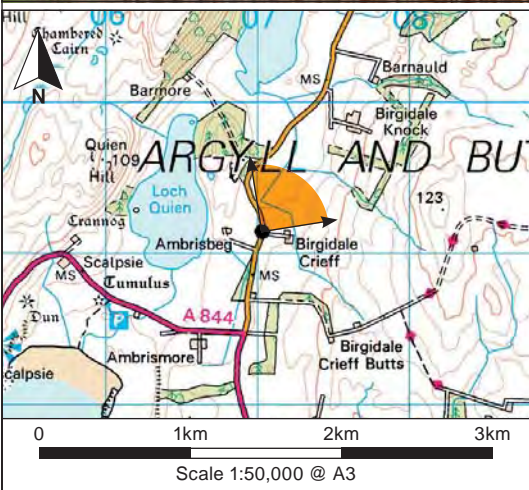 Hill
06
07
08
Chambered
Cairn
N
MS
Barnauld
Barmore
Birgidale
Knock
Quien
109
Hill
ARGYLL AND BUT
Loch
Quien
123
Crannog
Ambrisbeg
Birgidale
Crieff
Scalpsie
MS
MS
Tumulus
A 844
P
Dun
Ambrismore
Birgidale
Crieff Butts
calpsie
0
1km
2km
3km
Scale 1:50,000 @ A3